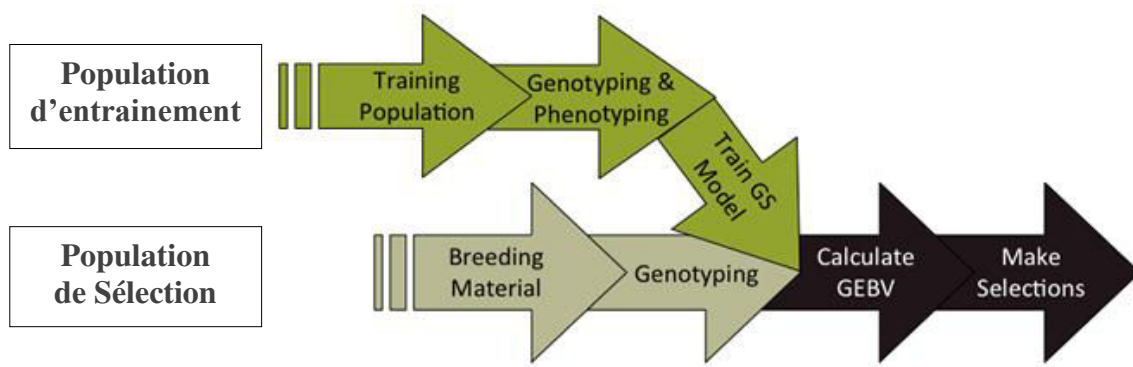 Population
d’entrainement
Training
Population
Genotyping &
Phenotyping
Train GS
Model
Population
de Sélection
Breeding
Material
Genotyping
Calculate
GEBV
Make
Selections